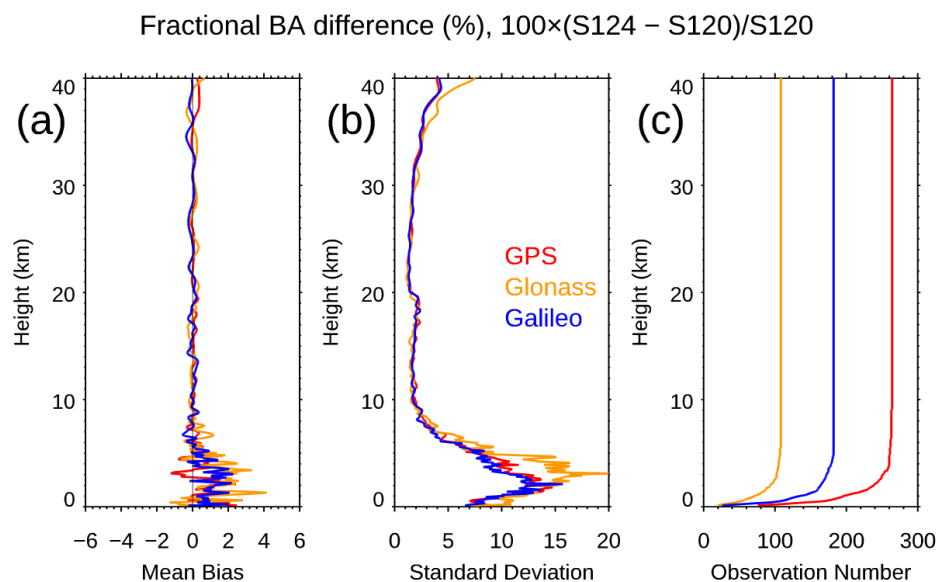 Fractional BA difference (%), 100×(S124 − S120)/S120
(a)
40
30
20
10
0
Height (km)
−6 −4 −2 0 2 4 6
Mean Bias
(b)
40
30
20
10
0
Height (km)
GPS
Glonass
Galileo
0 5 10 15 20
Standard Deviation
(c)
40
30
20
10
0
Height (km)
0 100 200 300
Observation Number